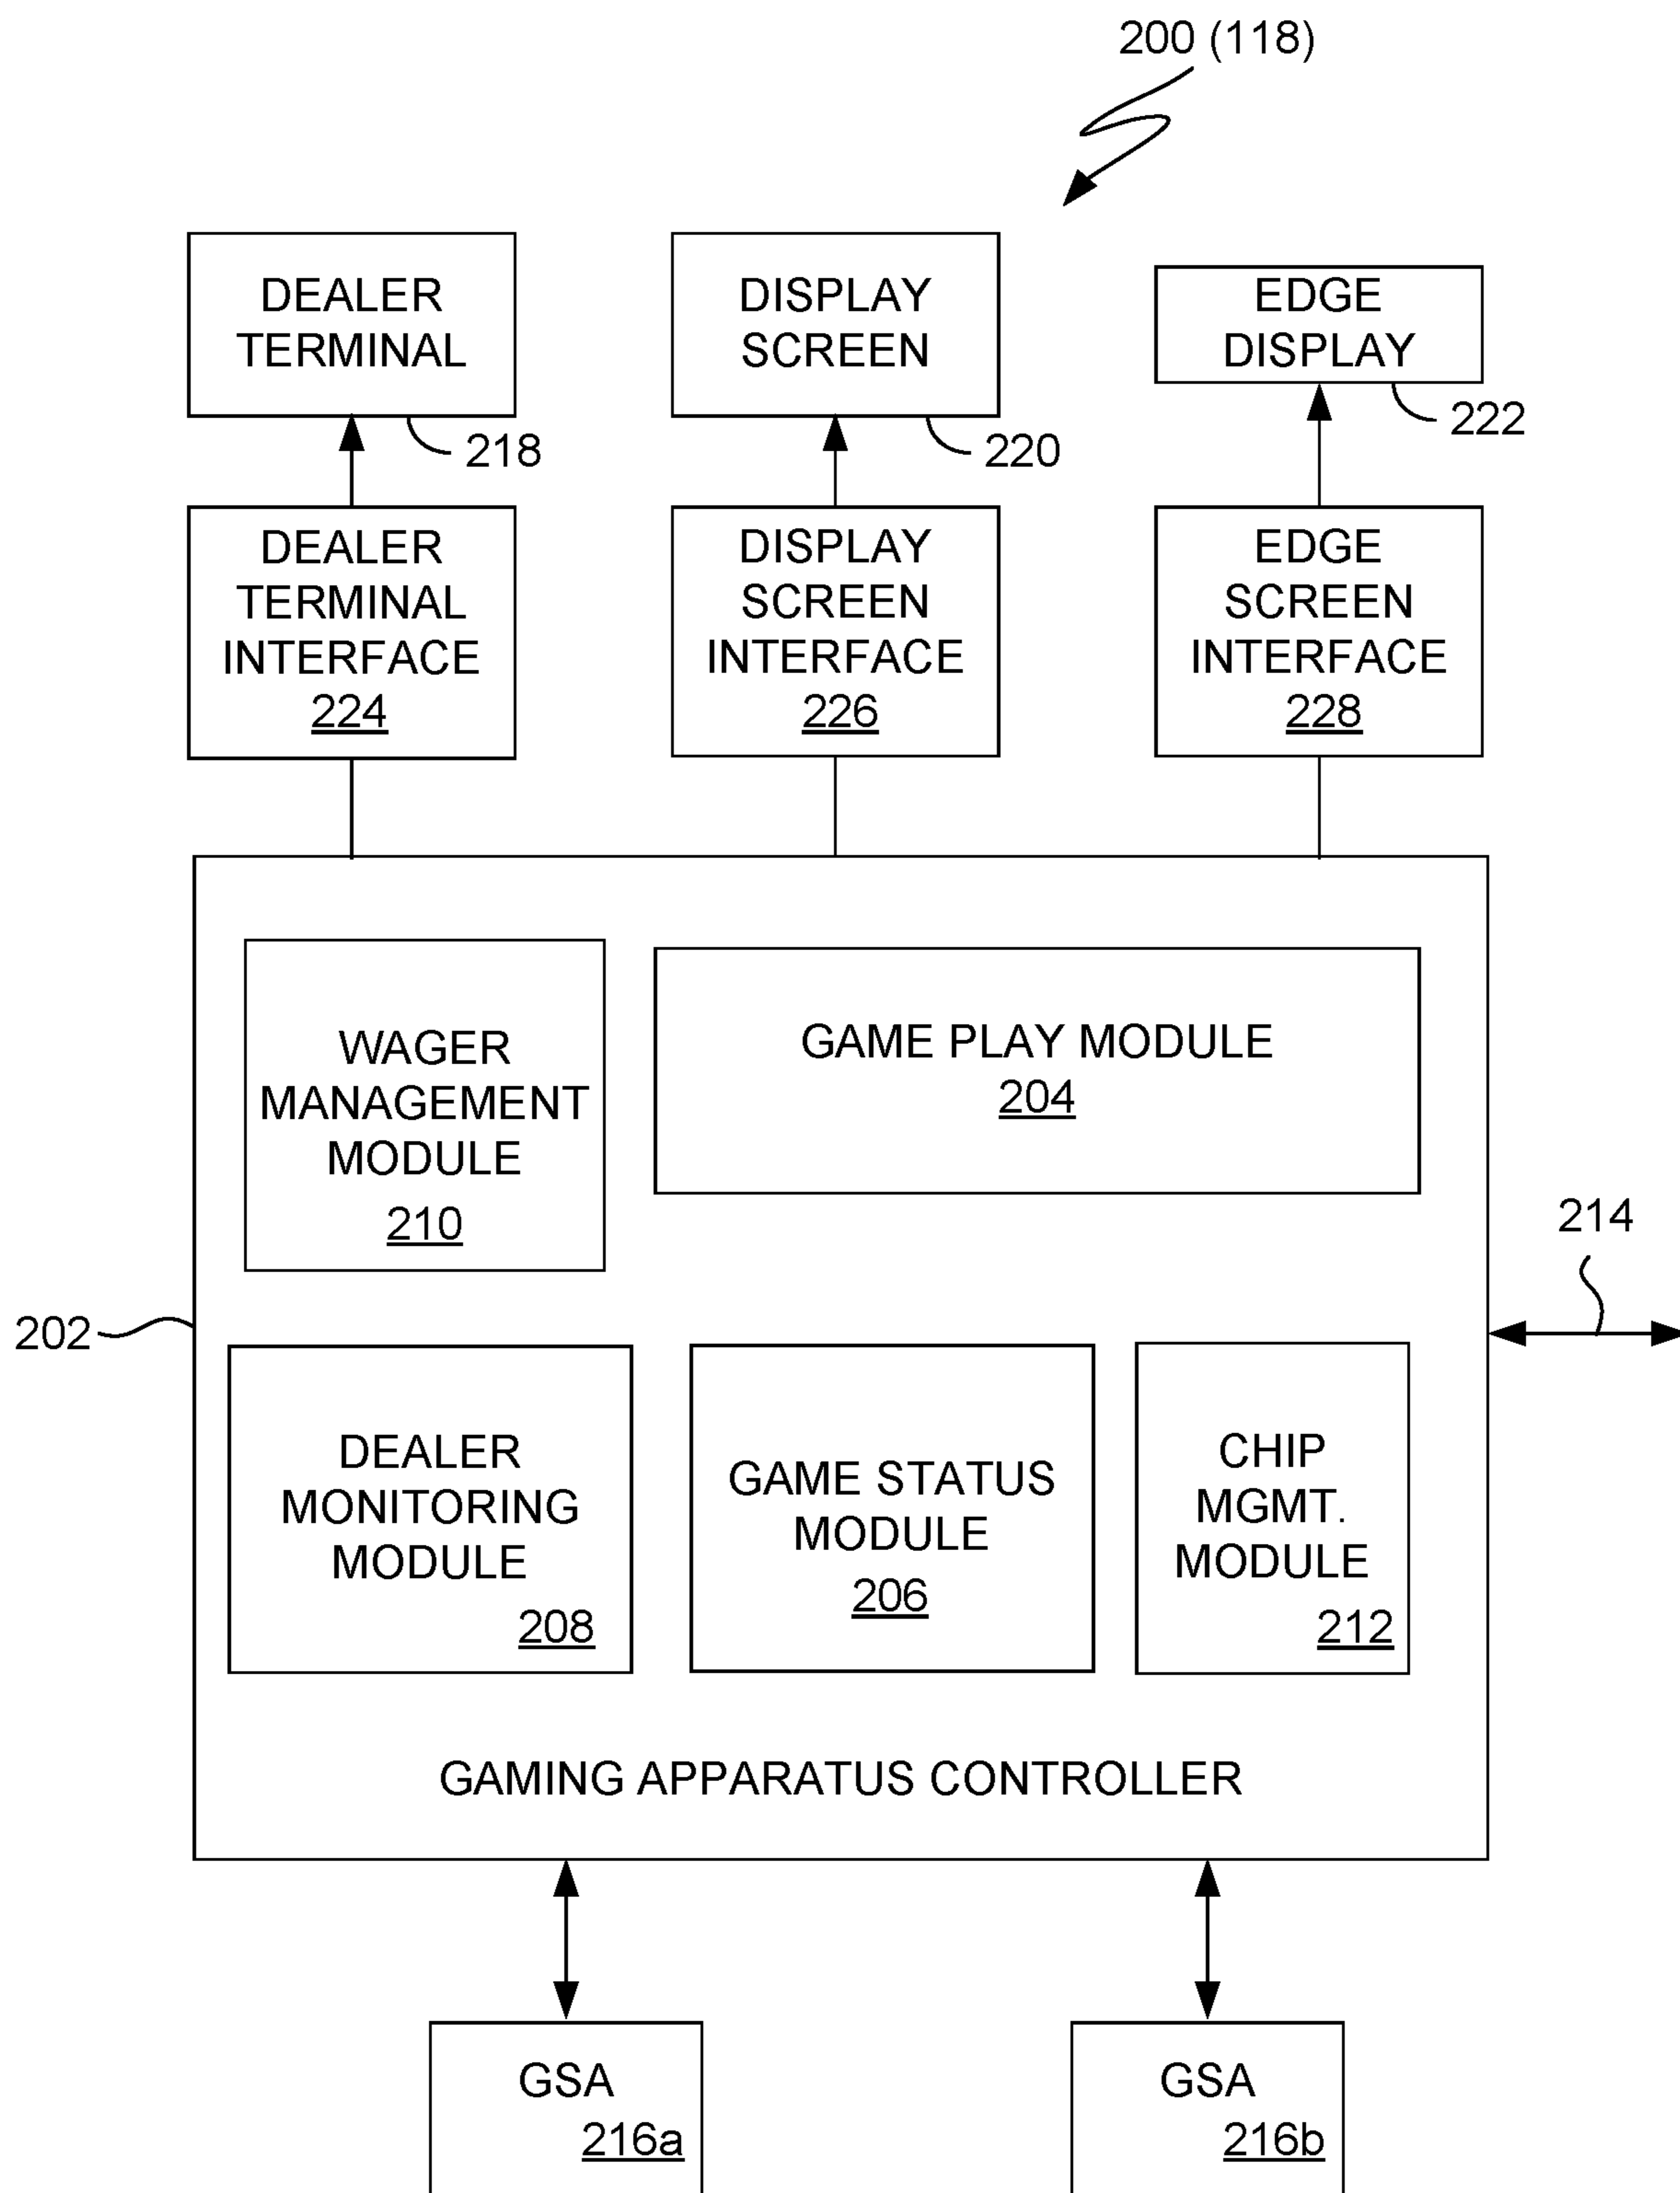 200 (118)
DEALER
TERMINAL
218
DISPLAY
SCREEN
220
EDGE
DISPLAY
222
DEALER
TERMINAL
INTERFACE
224
DISPLAY
SCREEN
INTERFACE
226
EDGE
SCREEN
INTERFACE
228
WAGER
MANAGEMENT
MODULE
210
GAME PLAY MODULE
204
214
202
DEALER
MONITORING
MODULE
208
GAME STATUS
MODULE
206
CHIP
MGMT.
MODULE
212
GAMING APPARATUS CONTROLLER
GSA
216a
GSA
216b